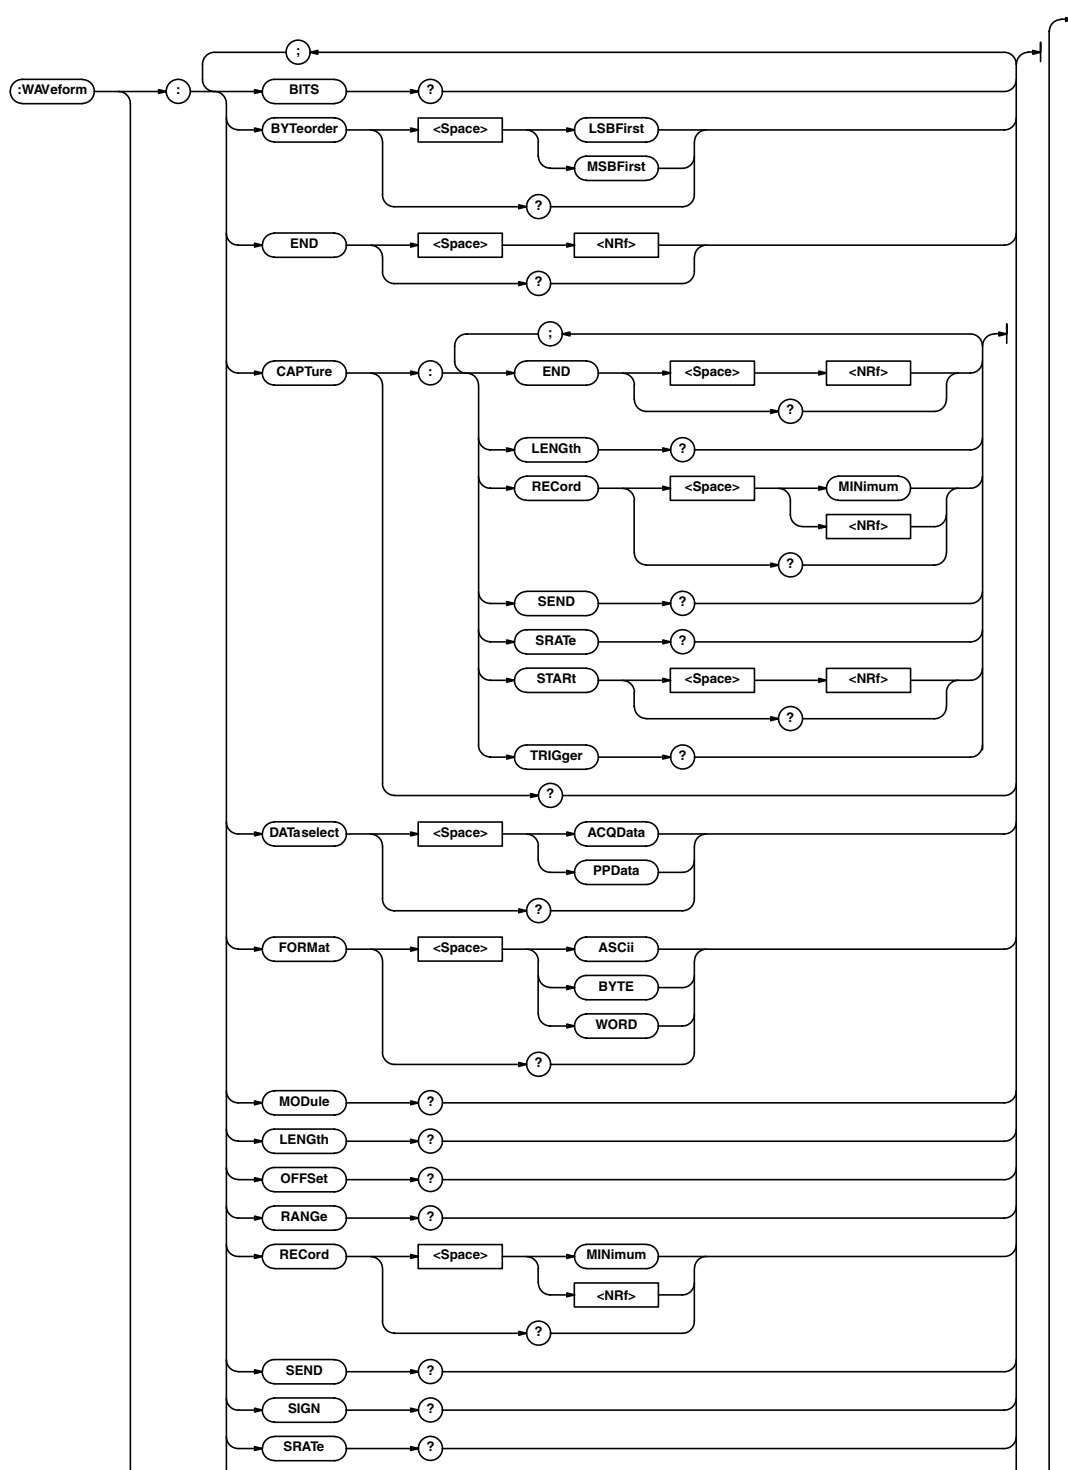 ;
:WAVeform : BITS ?
BYTeorder <Space> LSBFirst
MSBFirst
?
END <Space> <NRf>
?
;
CAPTure : END <Space> <NRf>
?
LENGth ?
RECord <Space> MINimum
<NRf>
?
SEND ?
SRATe ?
STARt <Space> <NRf>
?
TRIGger ?
?
DATaselect <Space> ACQData
PPData
?
FORMat <Space> ASCii
BYTE
WORD
?
MODule ?
LENGth ?
OFFSet ?
RANGe ?
RECord <Space> MINimum
<NRf>
?
SEND ?
SIGN ?
SRATe ?